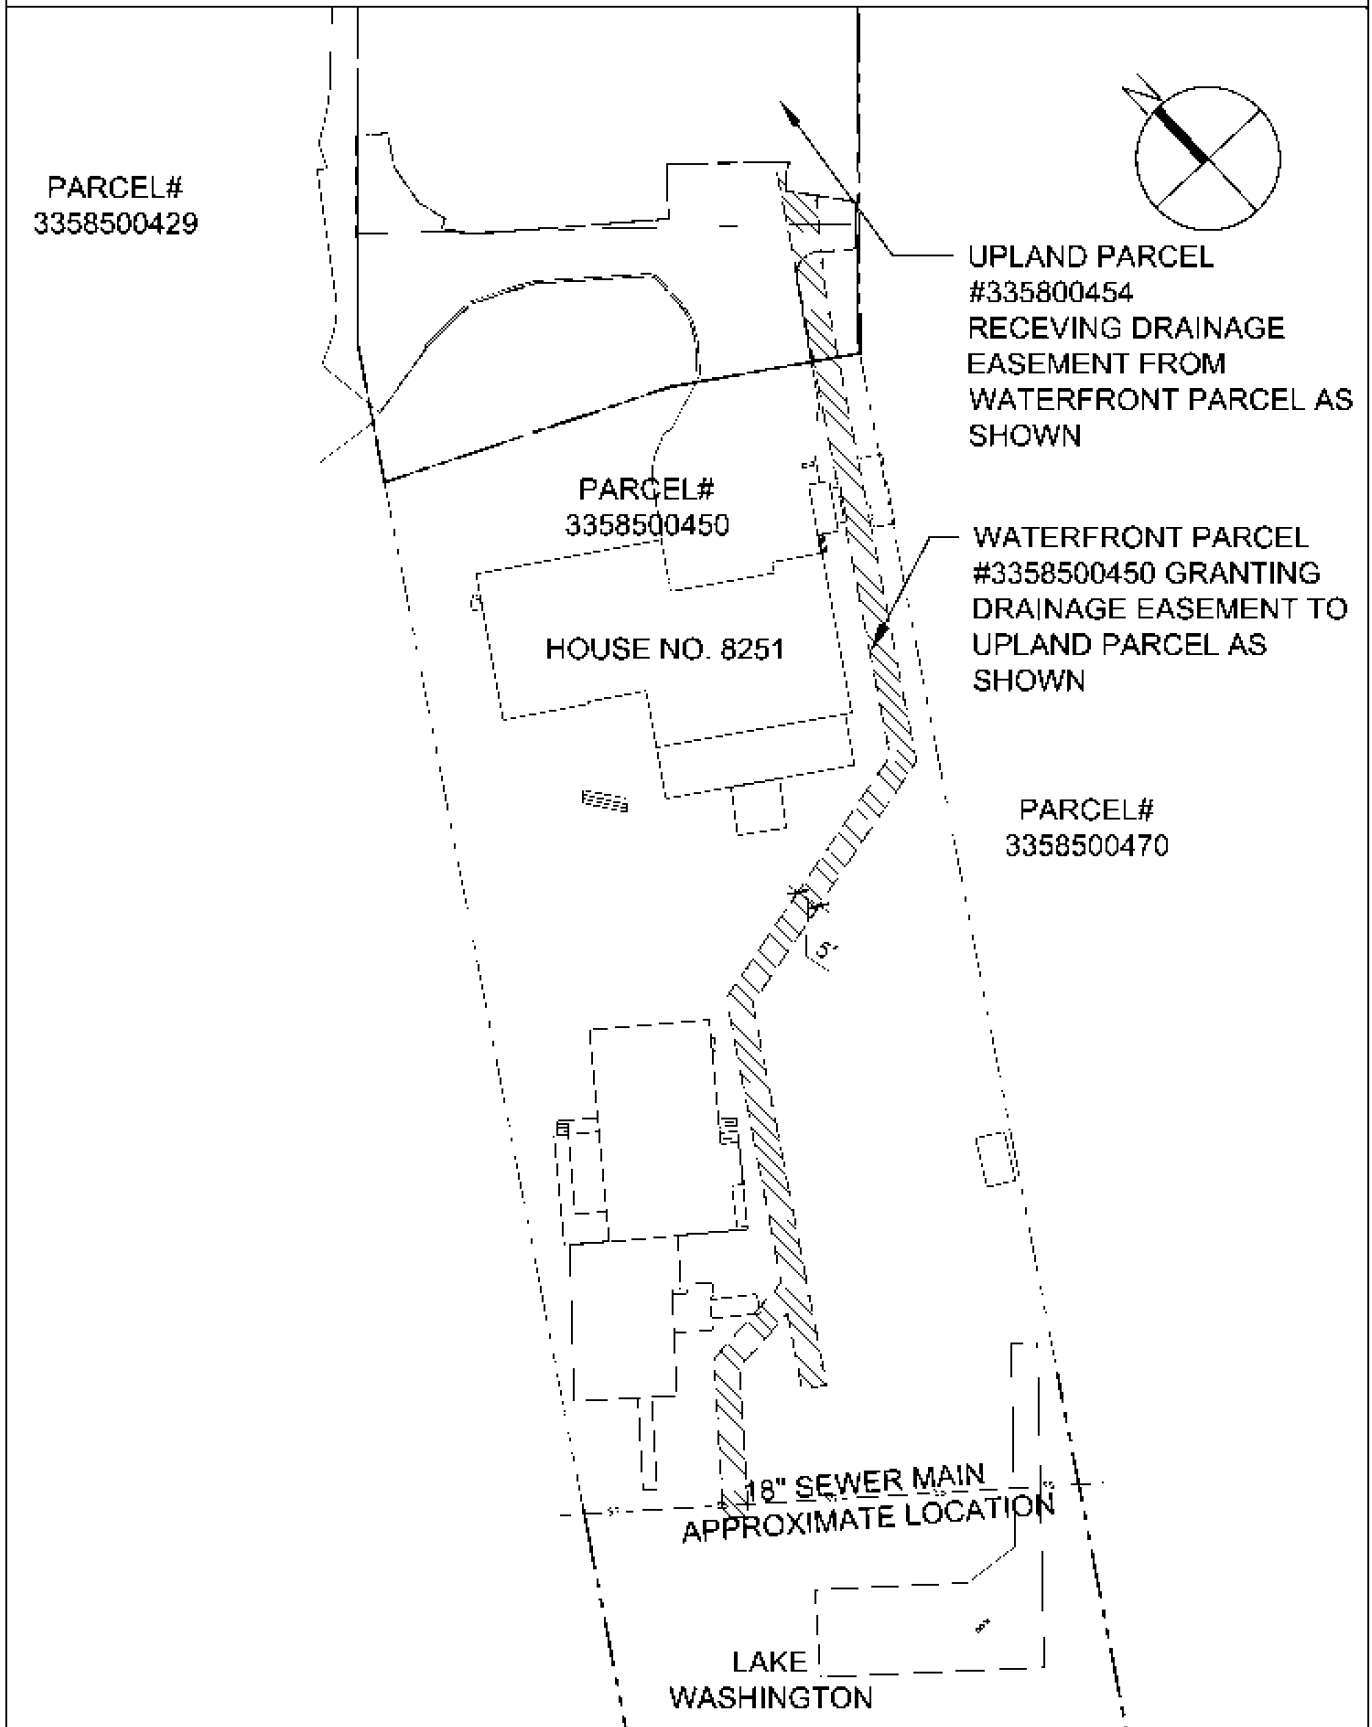 N
PARCEL#
3358500429
UPLAND PARCEL
#335800454
RECEVING DRAINAGE
EASEMENT FROM
WATERFRONT PARCEL AS
SHOWN
PARCEL#
3358500450
WATERFRONT PARCEL
#3358500450 GRANTING
DRAINAGE EASEMENT TO
UPLAND PARCEL AS
SHOWN
HOUSE NO. 8251
PARCEL#
3358500470
5'
18" SEWER MAIN
APPROXIMATE LOCATION
LAKE
WASHINGTON